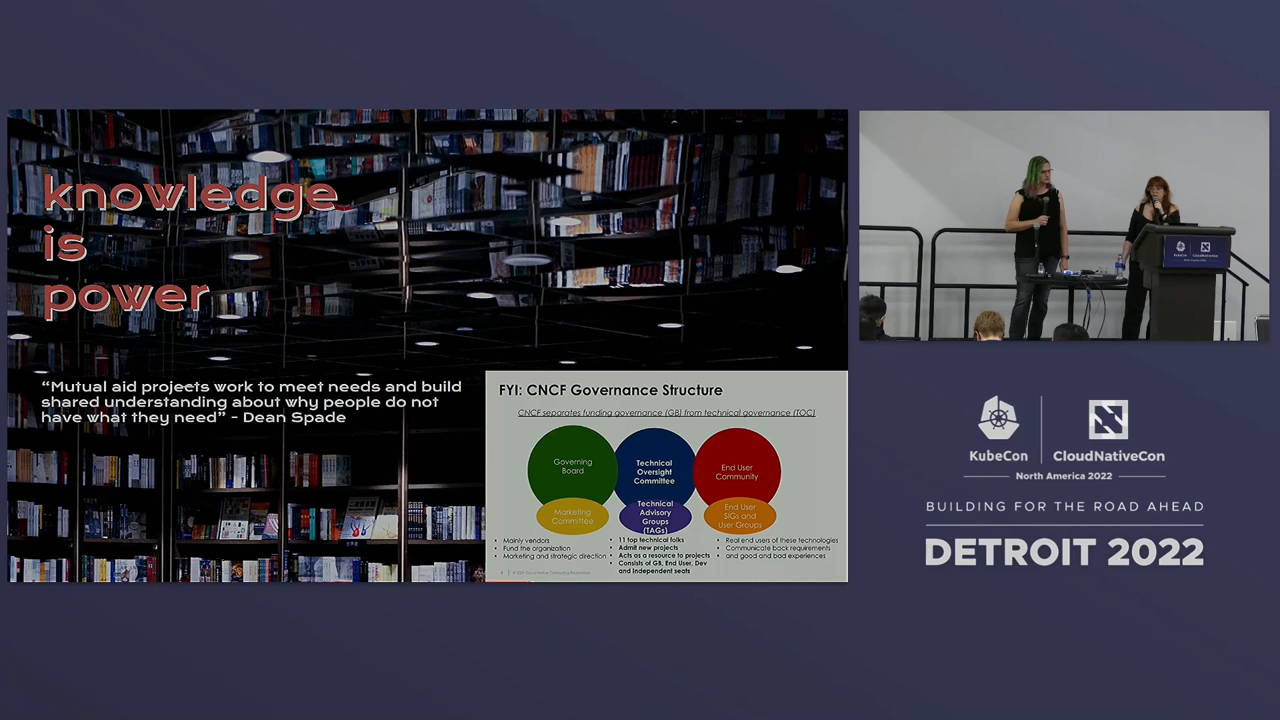 knowledge
is
power
“Mutual aid projects work to meet needs and build
shared understanding about why people do not
have what they need” - Dean Spade
FYI: CNCF Governance Structure
CNCF separates funding governance (GB) from technical governance (TOC)
Governing
Board
Marketing
Committee
Technical
Oversight
Committee
Technical
Advisory
Groups
(TAGs)
End User
Community
End User
SIGs and
User Groups
• Mainly vendors
• Fund the organization
• Marketing and strategic direction
• 11 top technical folks
• Admit new projects
• Acts as a resource to projects
• Consists of GB, End User, Dev
and Independent seats
• Real end users of these technologies
• Communicate back requirements
and good and bad experiences
KubeCon
CloudNativeCon
KubeCon
CloudNativeCon
North America 2022
BUILDING FOR THE ROAD AHEAD
DETROIT 2022